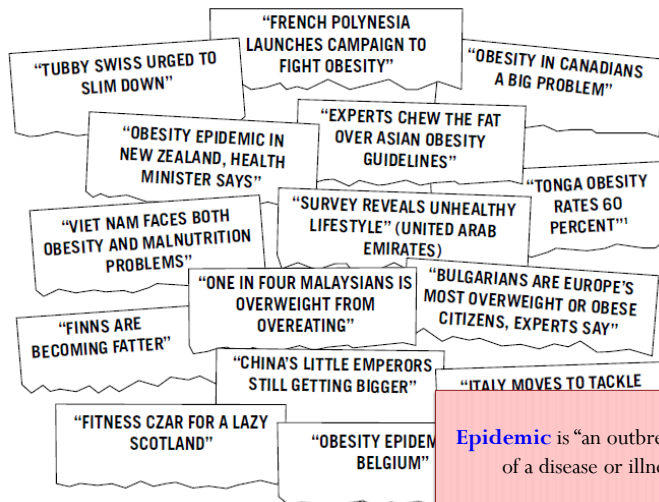 “FRENCH POLYNESIA
LAUNCHES CAMPAIGN TO
FIGHT OBESITY”
“TUBBY SWISS URGED TO
SLIM DOWN”
“OBESITY IN CANADIANS
A BIG PROBLEM”
“OBESITY EPIDEMIC IN
NEW ZEALAND, HEALTH
MINISTER SAYS”
“EXPERTS CHEW THE FAT
OVER ASIAN OBESITY
GUIDELINES”
“TONGA OBESITY
RATES 60
PERCENT”¹
“VIET NAM FACES BOTH
OBESITY AND MALNUTRITION
PROBLEMS”
“SURVEY REVEALS UNHEALTHY
LIFESTYLE” (UNITED ARAB
EMIRATES)
“ONE IN FOUR MALAYSIANS IS
OVERWEIGHT FROM
OVEREATING”
“BULGARIANS ARE EUROPE’S
MOST OVERWEIGHT OR OBESE
CITIZENS, EXPERTS SAY”
“FINNS ARE
BECOMING FATTER”
“CHINA’S LITTLE EMPERORS
STILL GETTING BIGGER”
“ITALY MOVES TO TACKLE
“FITNESS CZAR FOR A LAZY
SCOTLAND”
“OBESITY
BELGIUM”
Epidemic is “an
of a disease or